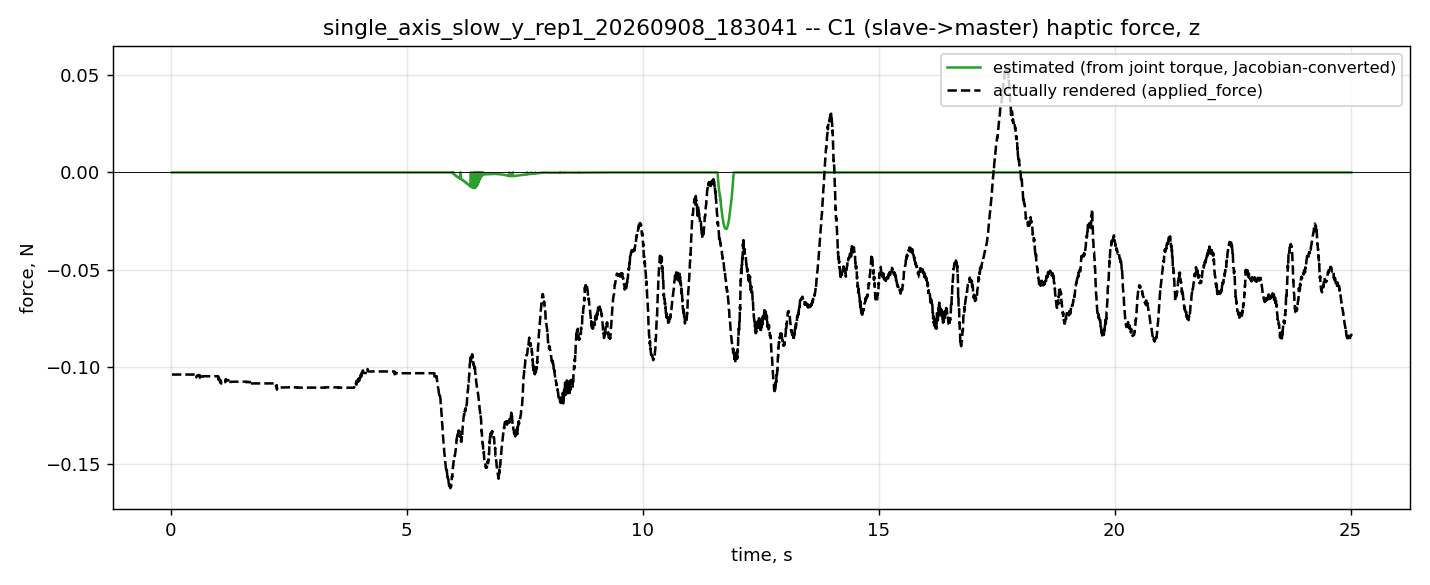 single_axis_slow_y_rep1_20260908_183041 -- C1 (slave->master) haptic force, z
estimated (from joint torque, Jacobian-converted)
actually rendered (applied_force)
force, N
0.05
0.00
−0.05
−0.10
−0.15
0
5
10
15
20
25
time, s